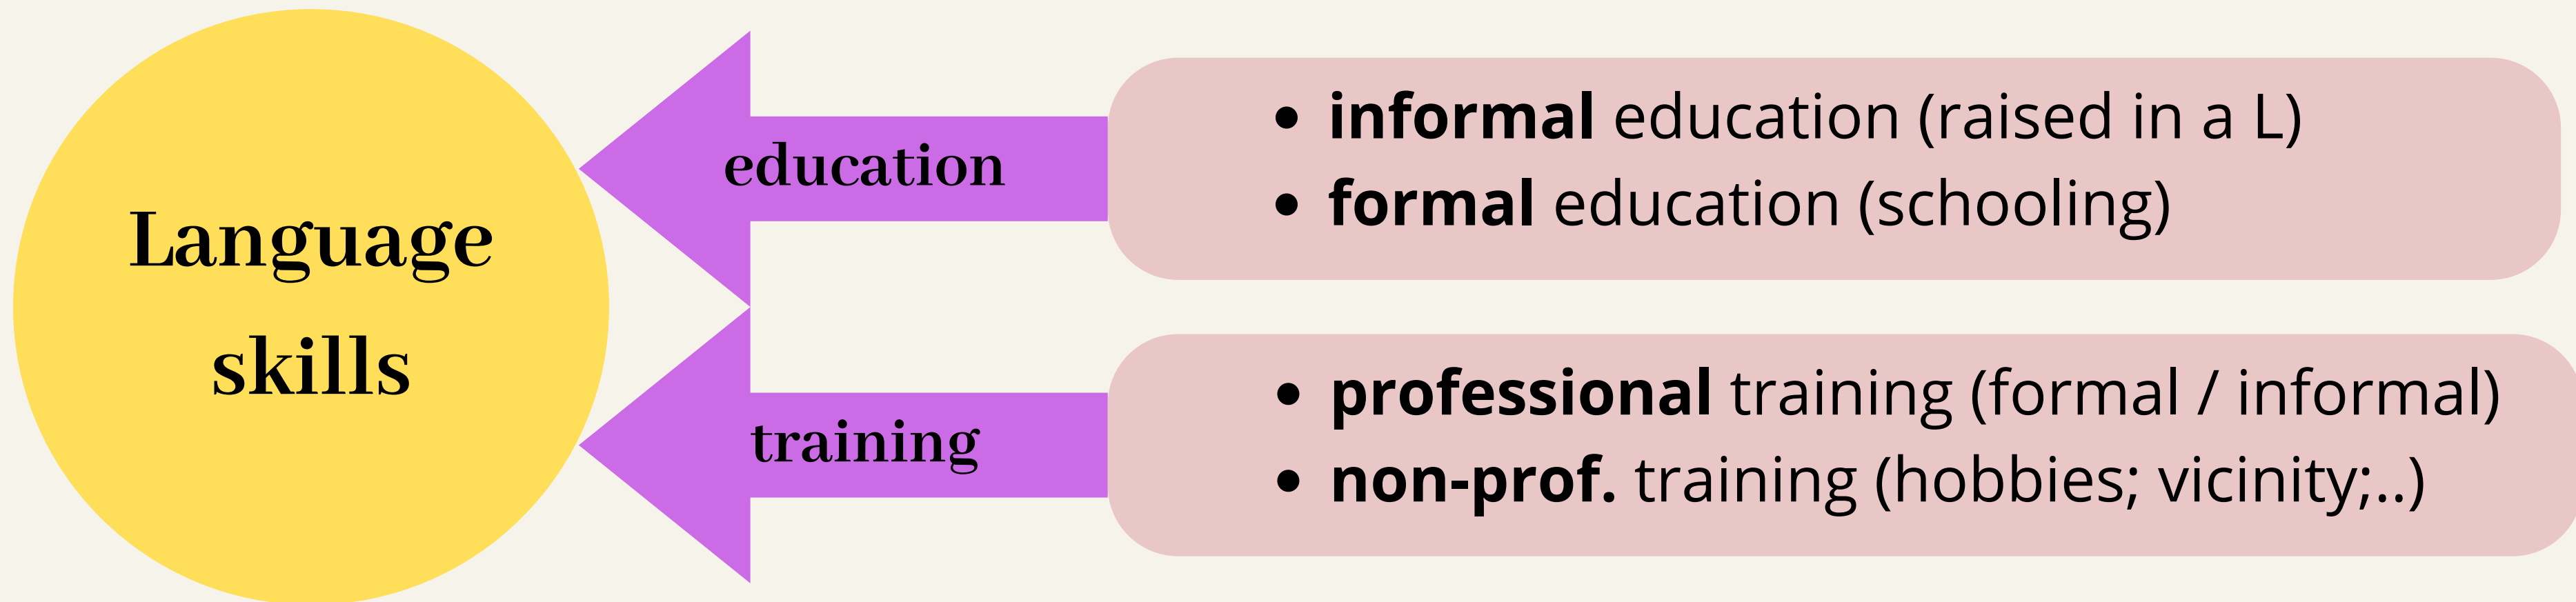 Language
skills
education
• informal education (raised in a L)
• formal education (schooling)
training
• professional training (formal / informal)
• non-prof. training (hobbies; vicinity;..)